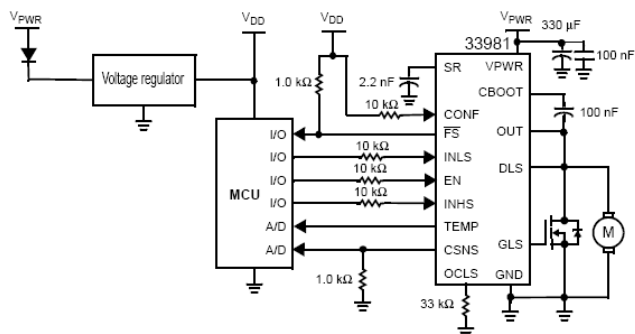 VPWR
VDD
VDD
VPWR
330 µF
33981
100 nF
Voltage regulator
1.0 kΩ
2.2 nF
SR
VPWR
CBOOT
10 kΩ
CONF
100 nF
I/O
FS
OUT
I/O
10 kΩ
INLS
DLS
I/O
10 kΩ
EN
MCU
I/O
10 kΩ
INHS
A/D
TEMP
M
A/D
CSNS
GLS
1.0 kΩ
OCLS
GND
33 kΩ